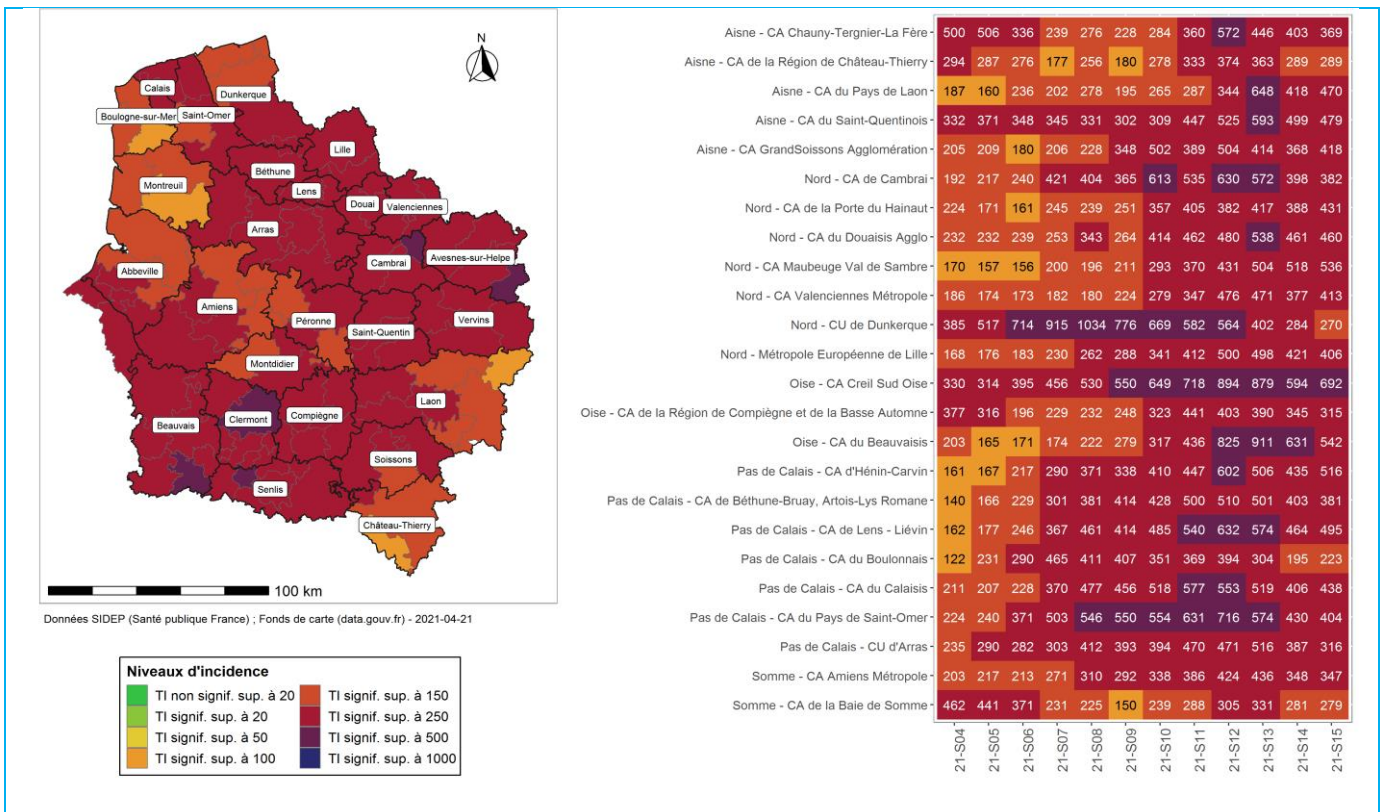 N
Calais
Dunkerque
Boulogne-sur-Mer
Saint-Omer
Lille
Béthune
Montreuil
Lens
Douai
Valenciennes
Arras
Cambrai
Avesnes-sur-Helpe
Abbeville
Amiens
Péronne
Saint-Quentin
Vervins
Montdidier
Laon
Beauvais
Clermont
Compiègne
Soissons
Senlis
Château-Thierry
100 km
Données SIDEP (Santé publique France) ; Fonds de carte (data.gouv.fr) - 2021-04-21
Niveaux d'incidence
TI non signif. sup. à 20
TI signif. sup. à 20
TI signif. sup. à 50
TI signif. sup. à 100
TI signif. sup. à 150
TI signif. sup. à 250
TI signif. sup. à 500
TI signif. sup. à 1000
Aisne - CA Chauny-Tergnier-La Fère 500 506 336 239 276 228 284 360 572 446 403 369
Aisne - CA de la Région de Château-Thierry 294 287 276 177 256 180 278 333 374 363 289 289
Aisne - CA du Pays de Laon 187 160 236 202 278 195 265 287 344 648 418 470
Aisne - CA du Saint-Quentinois 332 371 348 345 331 302 309 447 525 593 499 479
Aisne - CA GrandSoissons Agglomération 205 209 180 206 228 348 502 389 504 414 368 418
Nord - CA de Cambrai 192 217 240 421 404 365 613 535 630 572 398 382
Nord - CA de la Porte du Hainaut 224 171 161 245 239 251 357 405 382 417 388 431
Nord - CA du Douaisis Agglo 232 232 239 253 343 264 414 462 480 538 461 460
Nord - CA Maubeuge Val de Sambre 170 157 156 200 196 211 293 370 431 504 518 536
Nord - CA Valenciennes Métropole 186 174 173 182 180 224 279 347 476 471 377 413
Nord - CU de Dunkerque 385 517 714 915 1034 776 669 582 564 402 284 270
Nord - Métropole Européenne de Lille 168 176 183 230 262 288 341 412 500 498 421 406
Oise - CA Creil Sud Oise 330 314 395 456 530 550 649 718 894 879 594 692
Oise - CA de la Région de Compiègne et de la Basse Automne 377 316 196 229 232 248 323 441 403 390 345 315
Oise - CA du Beauvaisis 203 165 171 174 222 279 317 436 825 911 631 542
Pas de Calais - CA d'Hénin-Carvin 161 167 217 290 371 338 410 447 602 506 435 516
Pas de Calais - CA de Béthune-Bruay, Artois-Lys Romane 140 166 229 301 381 414 428 500 510 501 403 381
Pas de Calais - CA de Lens - Liévin 162 177 246 367 461 414 485 540 632 574 464 495
Pas de Calais - CA du Boulonnais 122 231 290 465 411 407 351 369 394 304 195 223
Pas de Calais - CA du Calaisis 211 207 228 370 477 456 518 577 553 519 406 438
Pas de Calais - CA du Pays de Saint-Omer 224 240 371 503 546 550 554 631 716 574 430 404
Pas de Calais - CU d'Arras 235 290 282 303 412 393 394 470 471 516 387 316
Somme - CA Amiens Métropole 203 217 213 271 310 292 338 386 424 436 348 347
Somme - CA de la Baie de Somme 462 441 371 231 225 150 239 288 305 331 281 279
21-S04 21-S05 21-S06 21-S07 21-S08 21-S09 21-S10 21-S11 21-S12 21-S13 21-S14 21-S15